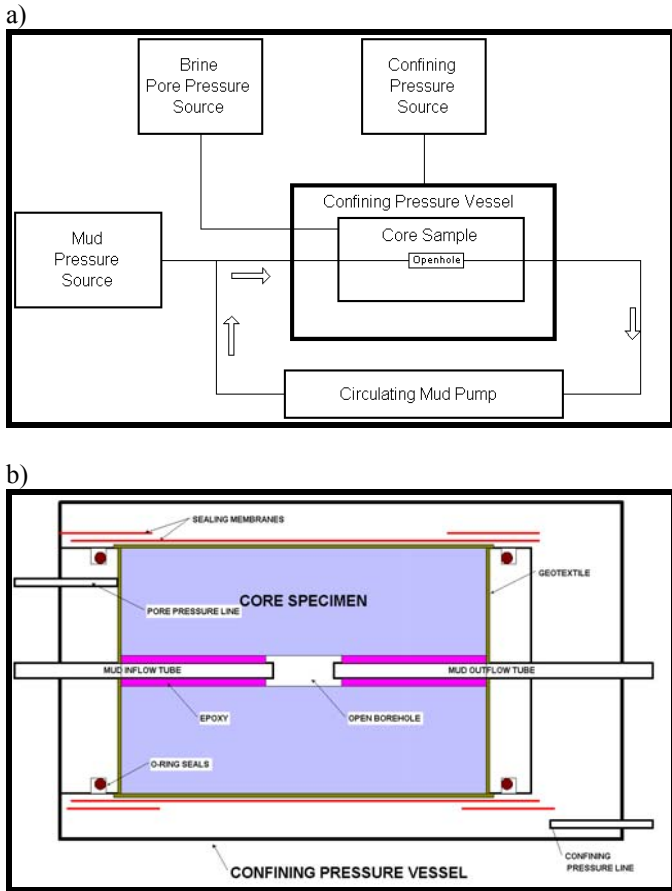 a)
Brine
Pore Pressure
Source
Confining
Pressure
Source
Confining Pressure Vessel
Core Sample
Openhole
Mud
Pressure
Source
Circulating Mud Pump
b)
SEALING MEMBRANES
GEOTEXTILE
CORE SPECIMEN
PORE PRESSURE LINE
MUD INFLOW TUBE
MUD OUTFLOW TUBE
EPOXY
OPEN BOREHOLE
O-RING SEALS
CONFINING
PRESSURE LINE
CONFINING PRESSURE VESSEL